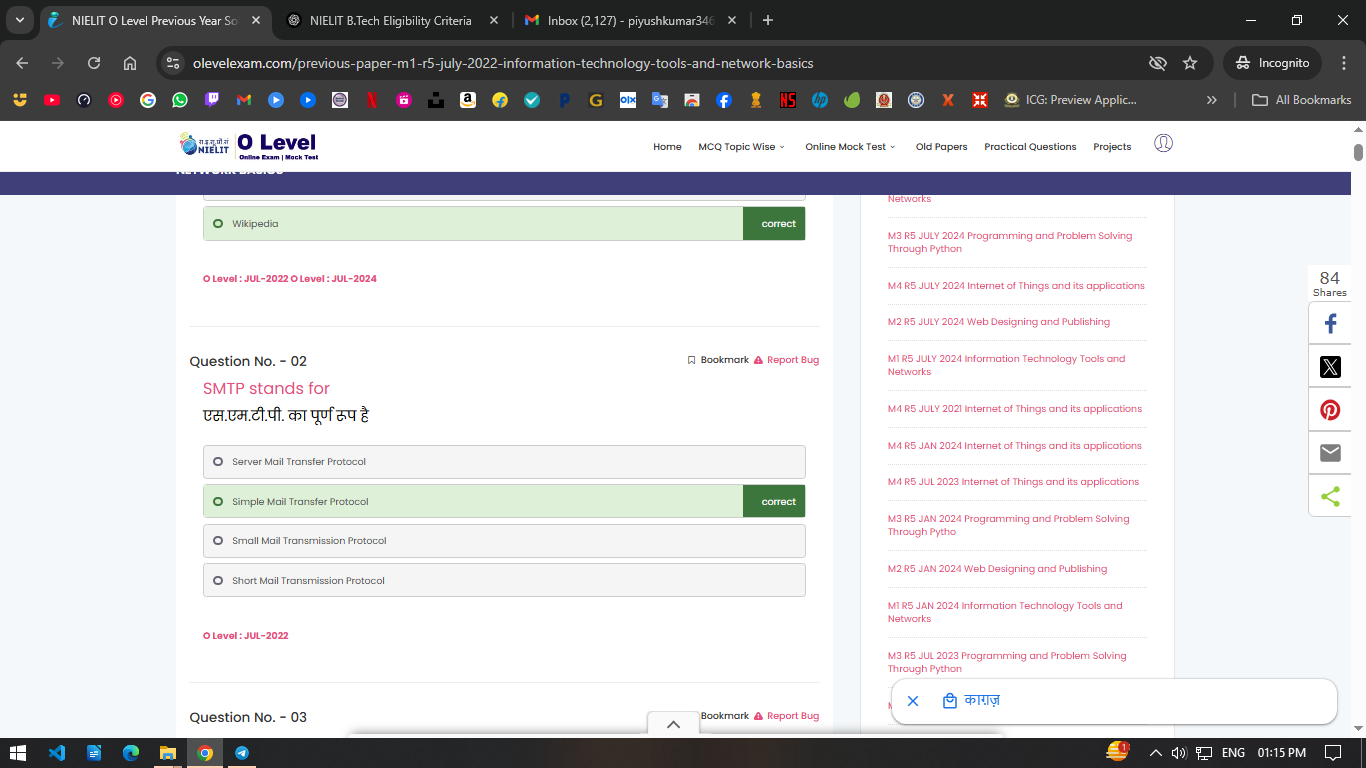 NIELIT O Level Previous Year So
NIELIT B.Tech Eligibility Criteria
Inbox (2,127) - piyushkumar346
olevelexam.com/previous-paper-m1-r5-july-2022-information-technology-tools-and-network-basics
Incognito
ICG: Preview Applic...
All Bookmarks
रा.इ.सू.प्रौ.सं
NIELIT
O Level
Online Exam | Mock Test
Home
MCQ Topic Wise
Online Mock Test
Old Papers
Practical Questions
Projects
NETWORK BASICS
Wikipedia
correct
O Level : JUL-2022 O Level : JUL-2024
Question No. - 02
Bookmark
Report Bug
SMTP stands for
एस.एम.टी.पी. का पूर्ण रूप है
Server Mail Transfer Protocol
Simple Mail Transfer Protocol
correct
Small Mail Transmission Protocol
Short Mail Transmission Protocol
O Level : JUL-2022
Question No. - 03
Bookmark
Report Bug
Networks
M3 R5 JULY 2024 Programming and Problem Solving
Through Python
M4 R5 JULY 2024 Internet of Things and its applications
M2 R5 JULY 2024 Web Designing and Publishing
M1 R5 JULY 2024 Information Technology Tools and
Networks
M4 R5 JULY 2021 Internet of Things and its applications
M4 R5 JAN 2024 Internet of Things and its applications
M4 R5 JUL 2023 Internet of Things and its applications
M3 R5 JAN 2024 Programming and Problem Solving
Through Pytho
M2 R5 JAN 2024 Web Designing and Publishing
M1 R5 JAN 2024 Information Technology Tools and
Networks
M3 R5 JUL 2023 Programming and Problem Solving
Through Python
84
Shares
काग़ज़
1
ENG
01:15 PM